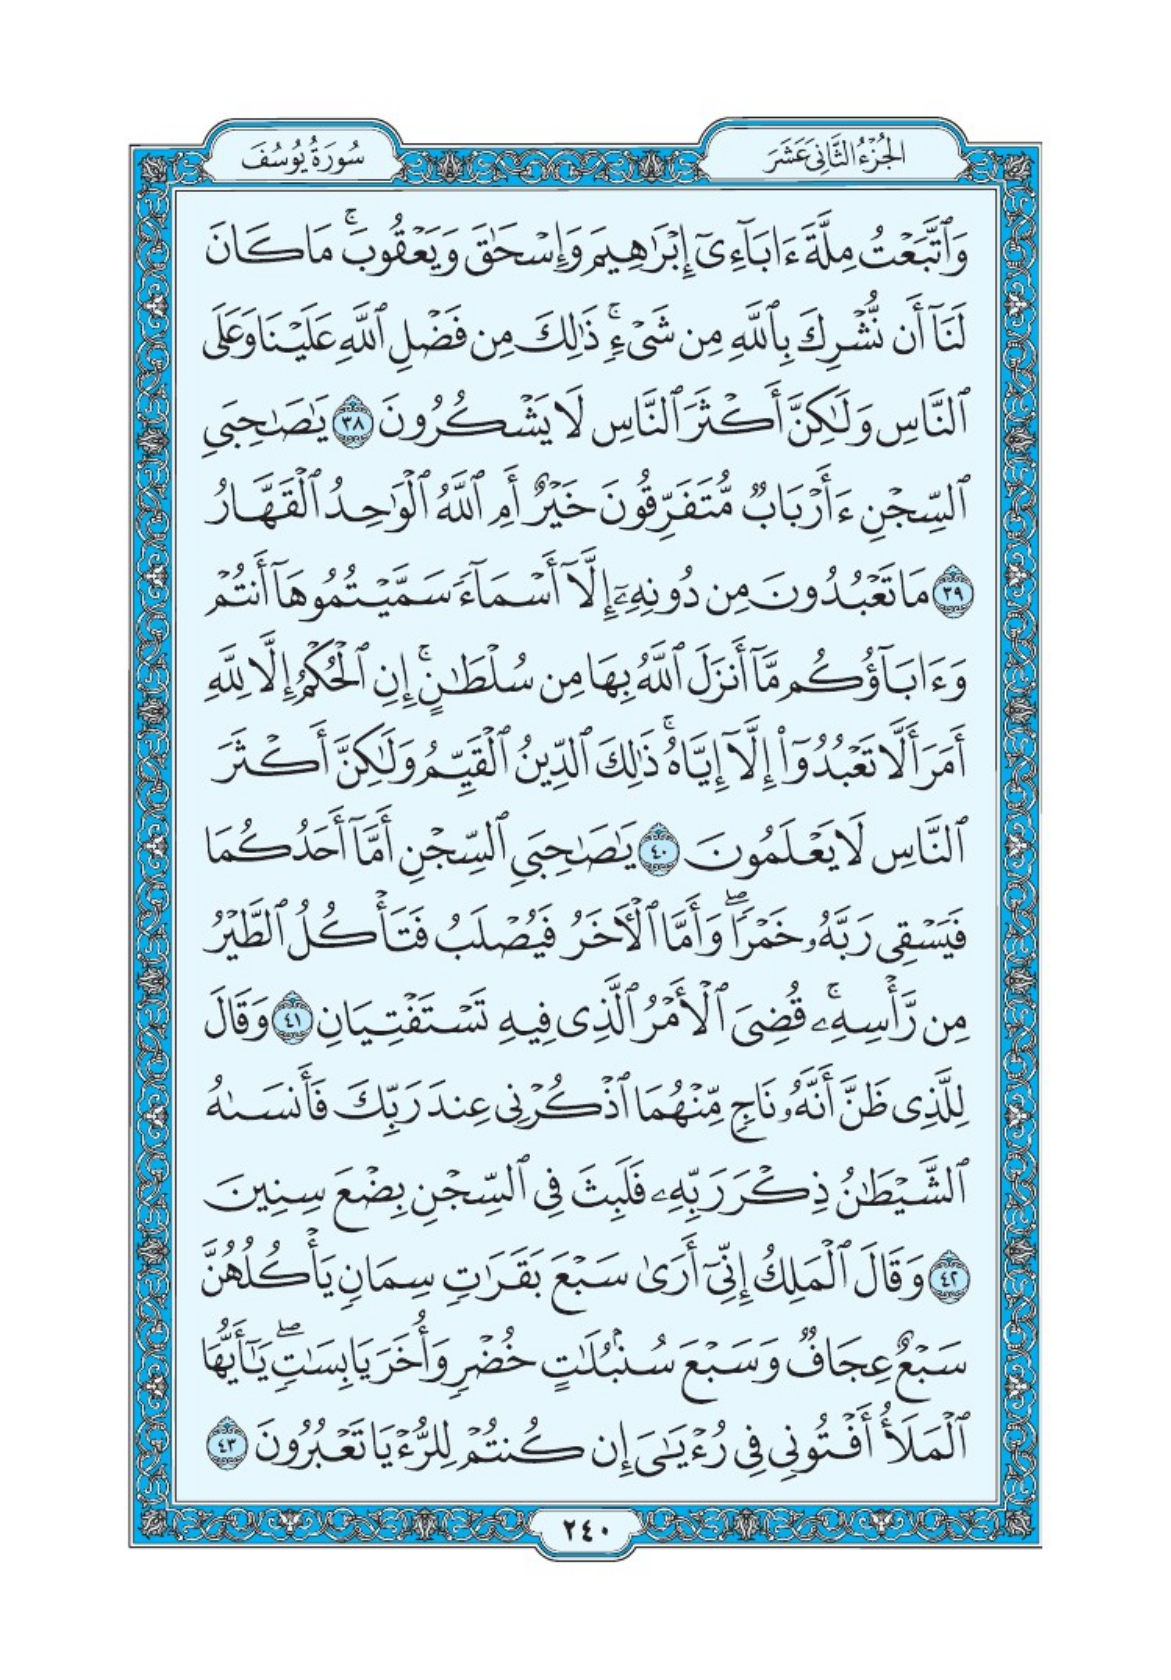 الجُزْءُ الثَّانِي عَشَرَ
سُورَةُ يُوسُفَ
وَٱتَّبَعْتُ مِلَّةَ ءَابَآءِىٓ إِبْرَٰهِيمَ وَإِسْحَٰقَ وَيَعْقُوبَ ۚ مَا كَانَ
لَنَآ أَن نُّشْرِكَ بِٱللَّهِ مِن شَىْءٍ ۚ ذَٰلِكَ مِن فَضْلِ ٱللَّهِ عَلَيْنَا وَعَلَى
ٱلنَّاسِ وَلَٰكِنَّ أَكْثَرَ ٱلنَّاسِ لَا يَشْكُرُونَ ٣٨ يَٰصَٰحِبَىِ
ٱلسِّجْنِ ءَأَرْبَابٌ مُّتَفَرِّقُونَ خَيْرٌ أَمِ ٱللَّهُ ٱلْوَٰحِدُ ٱلْقَهَّارُ
٣٩ مَا تَعْبُدُونَ مِن دُونِهِۦٓ إِلَّآ أَسْمَآءً سَمَّيْتُمُوهَآ أَنتُمْ
وَءَابَآؤُكُم مَّآ أَنزَلَ ٱللَّهُ بِهَا مِن سُلْطَٰنٍ ۚ إِنِ ٱلْحُكْمُ إِلَّا لِلَّهِ
أَمَرَ أَلَّا تَعْبُدُوٓا۟ إِلَّآ إِيَّاهُ ۚ ذَٰلِكَ ٱلدِّينُ ٱلْقَيِّمُ وَلَٰكِنَّ أَكْثَرَ
ٱلنَّاسِ لَا يَعْلَمُونَ ٤٠ يَٰصَٰحِبَىِ ٱلسِّجْنِ أَمَّآ أَحَدُكُمَا
فَيَسْقِى رَبَّهُۥ خَمْرًا ۖ وَأَمَّا ٱلْءَاخَرُ فَيُصْلَبُ فَتَأْكُلُ ٱلطَّيْرُ
مِن رَّأْسِهِۦ ۚ قُضِىَ ٱلْأَمْرُ ٱلَّذِى فِيهِ تَسْتَفْتِيَانِ ٤١ وَقَالَ
لِلَّذِى ظَنَّ أَنَّهُۥ نَاجٍ مِّنْهُمَا ٱذْكُرْنِى عِندَ رَبِّكَ فَأَنسَىٰهُ
ٱلشَّيْطَٰنُ ذِكْرَ رَبِّهِۦ فَلَبِثَ فِى ٱلسِّجْنِ بِضْعَ سِنِينَ
٤٢ وَقَالَ ٱلْمَلِكُ إِنِّىٓ أَرَىٰ سَبْعَ بَقَرَٰتٍ سِمَانٍ يَأْكُلُهُنَّ
سَبْعٌ عِجَافٌ وَسَبْعَ سُنۢبُلَٰتٍ خُضْرٍ وَأُخَرَ يَابِسَٰتٍ ۖ يَٰٓأَيُّهَا
ٱلْمَلَأُ أَفْتُونِى فِى رُءْيَٰىَ إِن كُنتُمْ لِلرُّءْيَا تَعْبُرُونَ ٤٣
٢٤٠